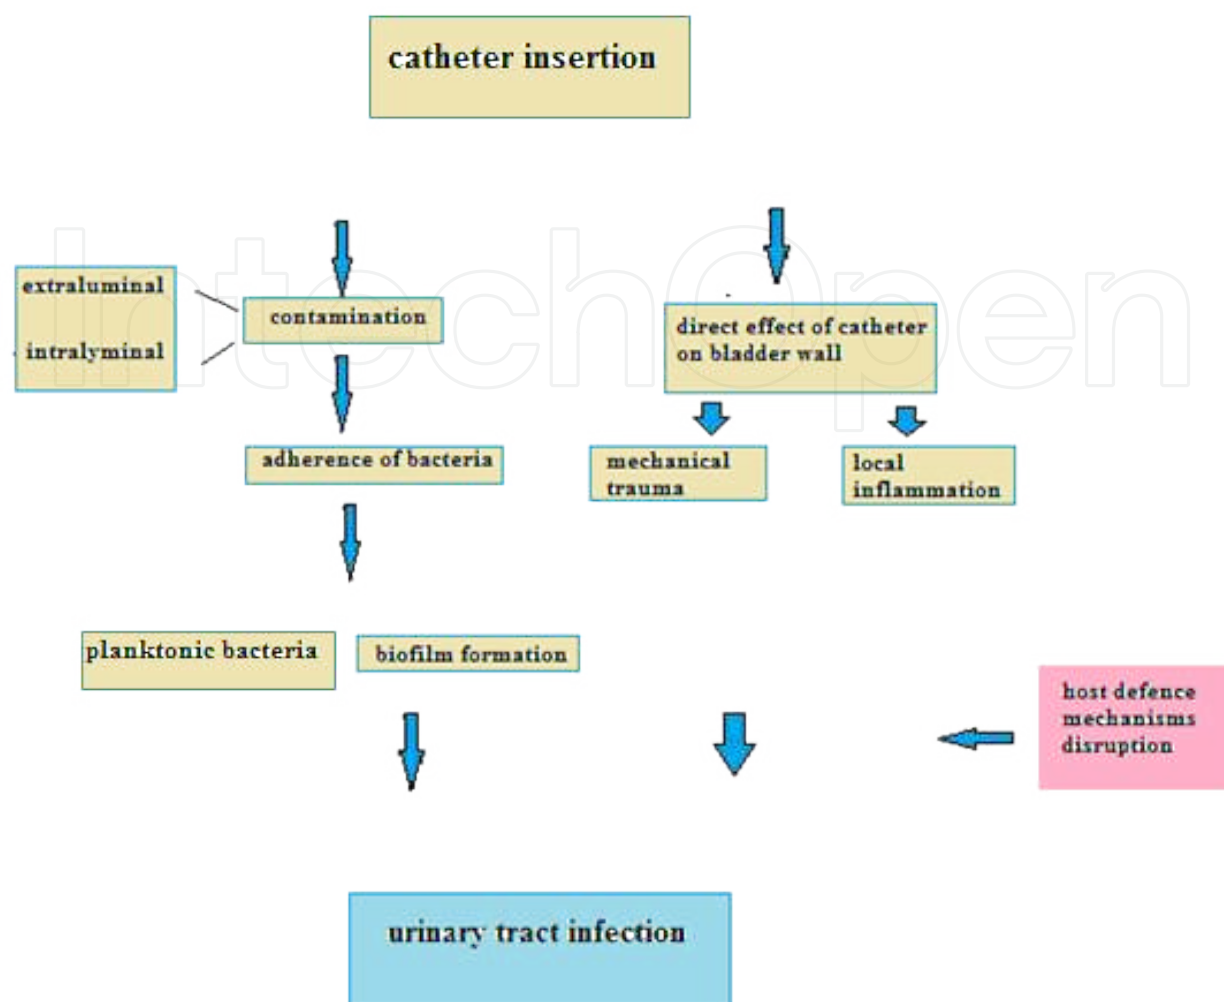 catheter insertion
IntechOpen
extraluminal
intralyminal
contamination
direct effect of catheter
on bladder wall
adherence of bacteria
mechanical
trauma
local
inflammation
planktonic bacteria
biofilm formation
host defence
mechanisms
disruption
urinary tract infection